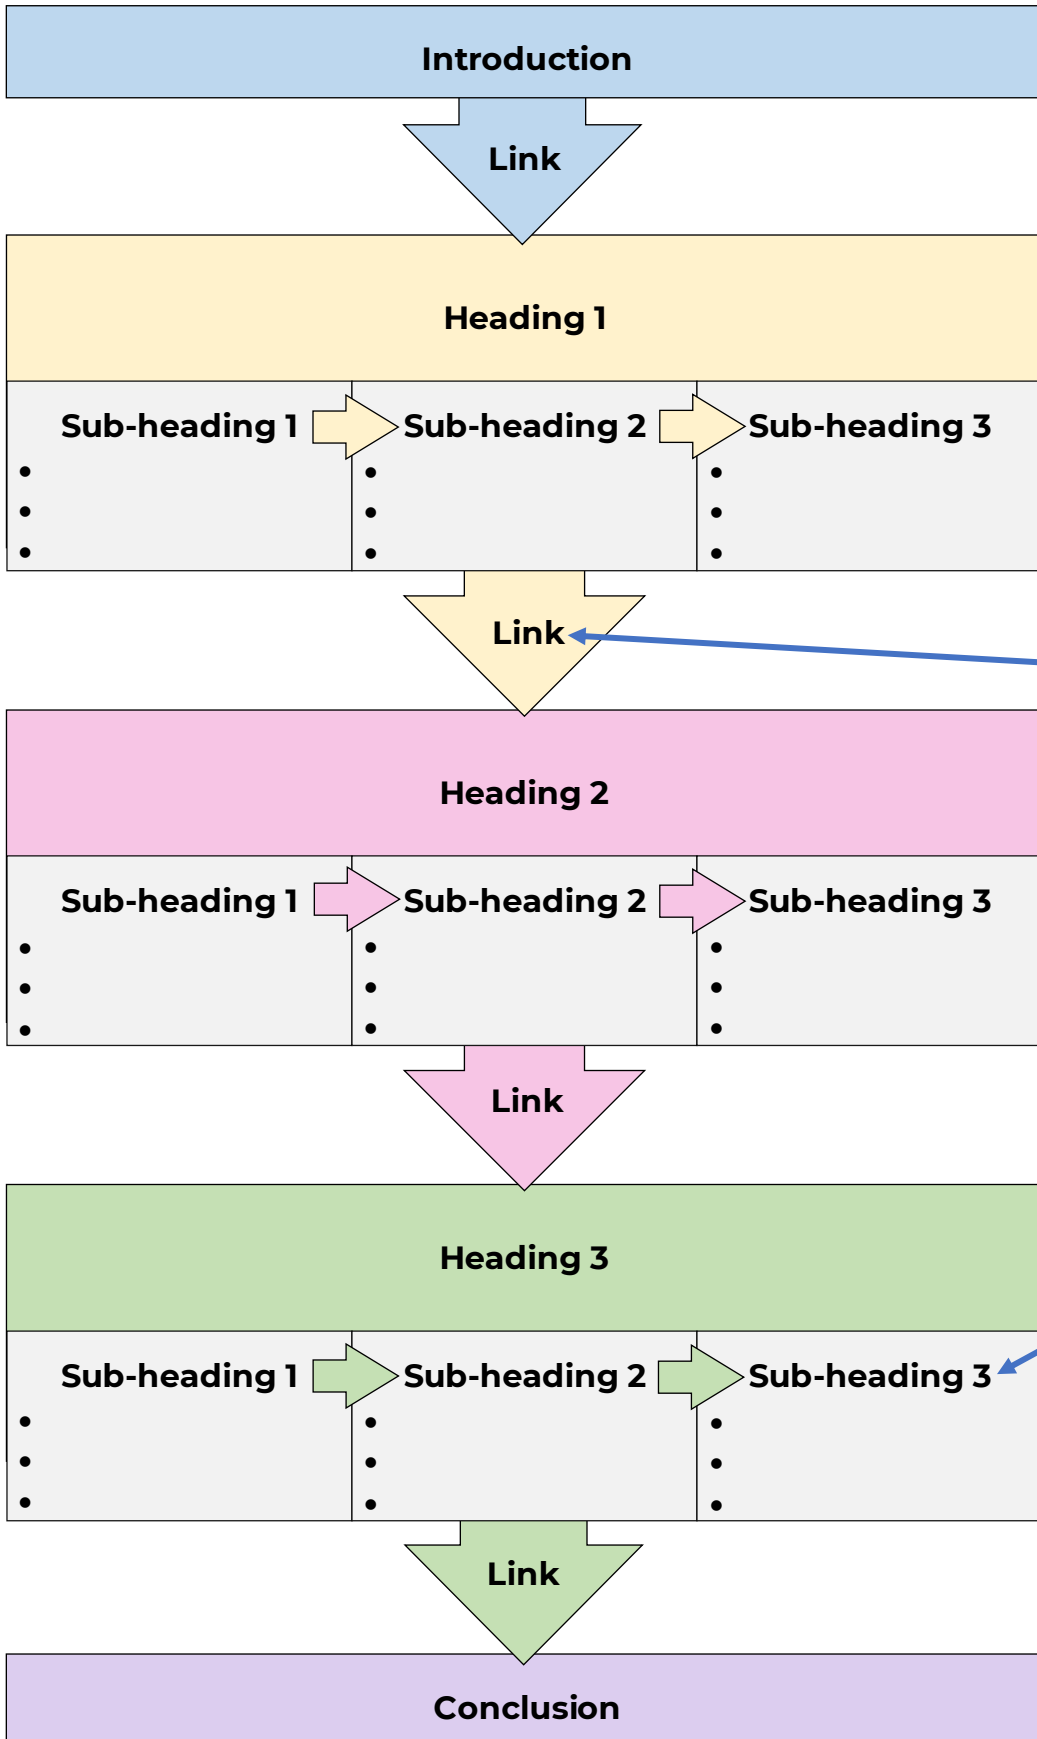 Introduction
Link
Heading 1
Sub-heading 1 Sub-heading 2 Sub-heading 3
• • •
• • •
• • •
Link
Heading 2
Sub-heading 1 Sub-heading 2 Sub-heading 3
• • •
• • •
• • •
Link
Heading 3
Sub-heading 1 Sub-heading 2 Sub-heading 3
• • •
• • •
• • •
Link
Conclusion